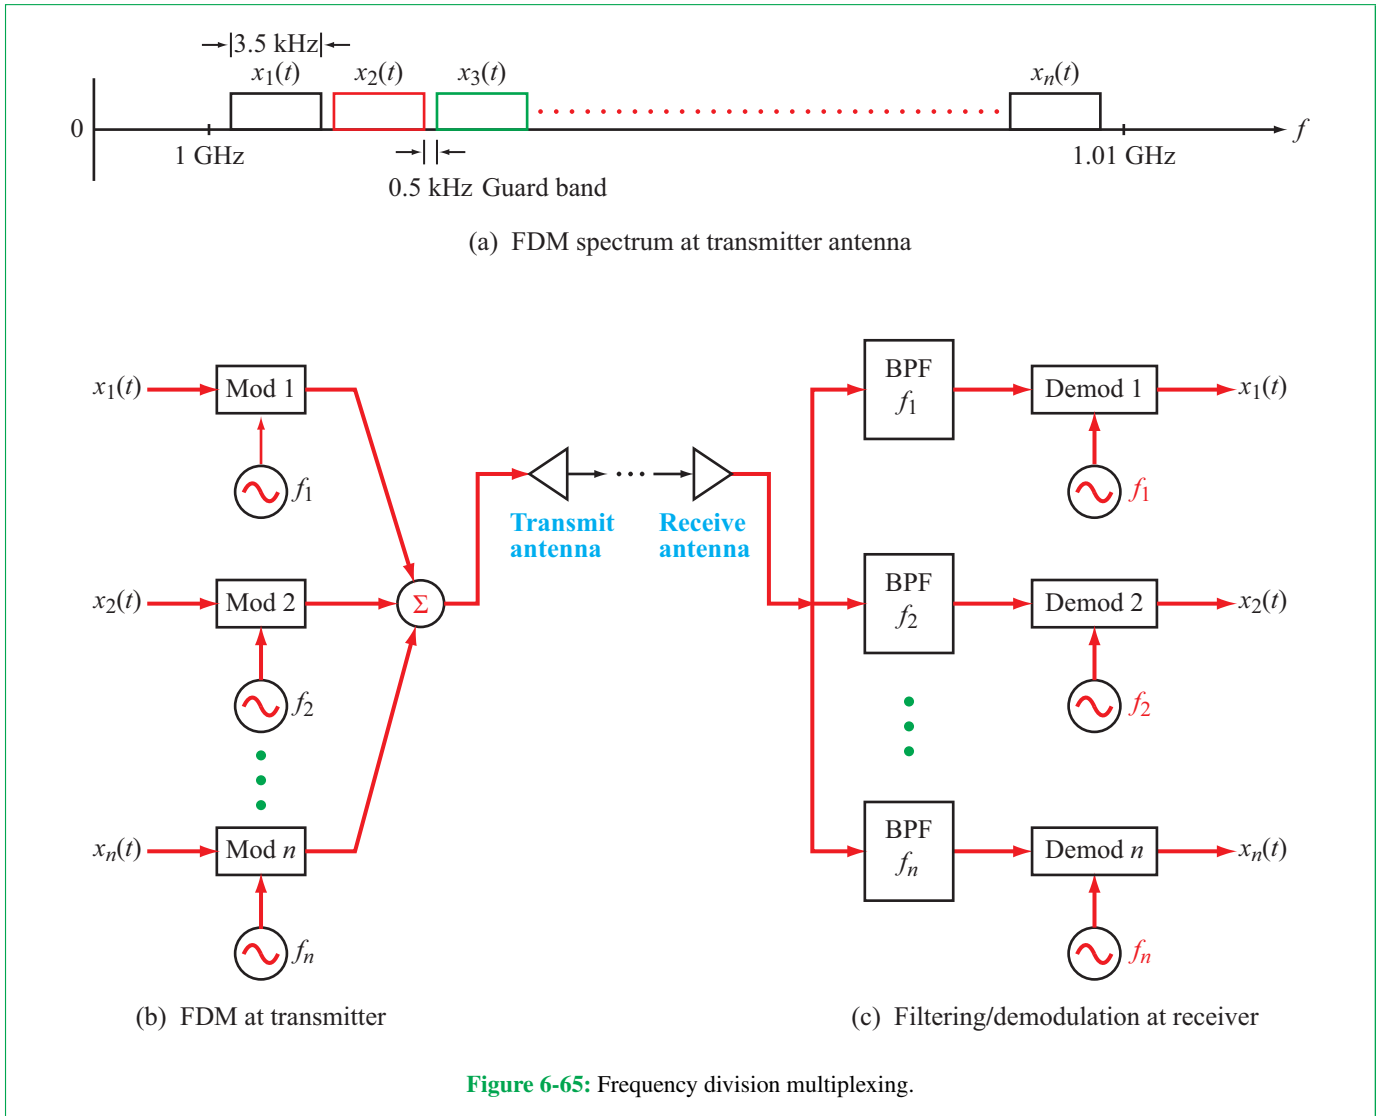 3.5 kHz
x1(t) x2(t) x3(t) xn(t)
0 f
1 GHz 1.01 GHz
0.5 kHz Guard band
(a) FDM spectrum at transmitter antenna
x1(t) Mod 1
f1
x2(t) Mod 2
f2
xn(t) Mod n
fn
Σ
Transmit
antenna
Receive
antenna
BPF
f1
Demod 1 x1(t)
f1
BPF
f2
Demod 2 x2(t)
f2
BPF
fn
Demod n xn(t)
fn
(b) FDM at transmitter
(c) Filtering/demodulation at receiver
Figure 6-65: Frequency division multiplexing.